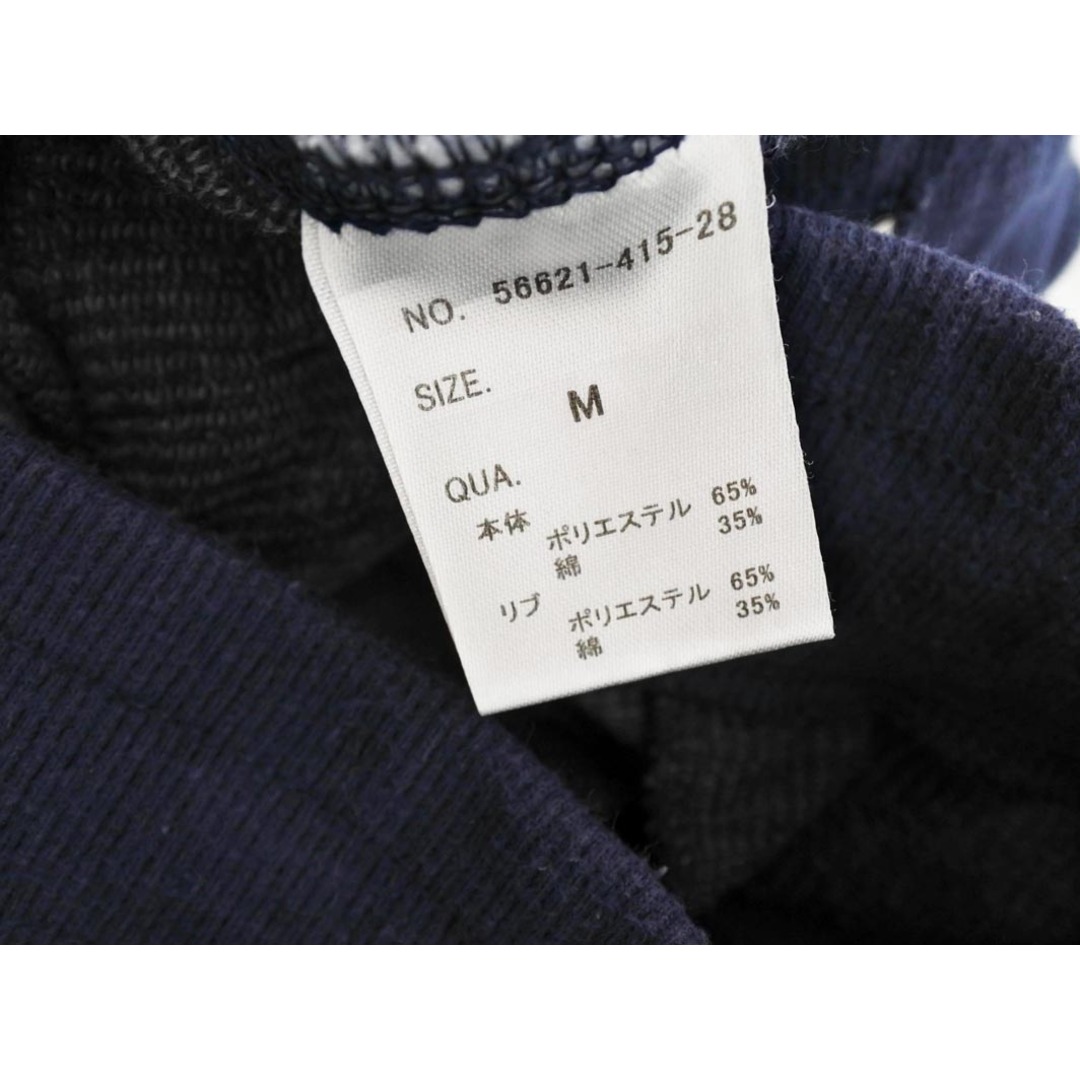 NO. 56621-415-28
SIZE. M
QUA.
本体 ポリエステル 65%
綿 35%
リブ ポリエステル 65%
綿 35%